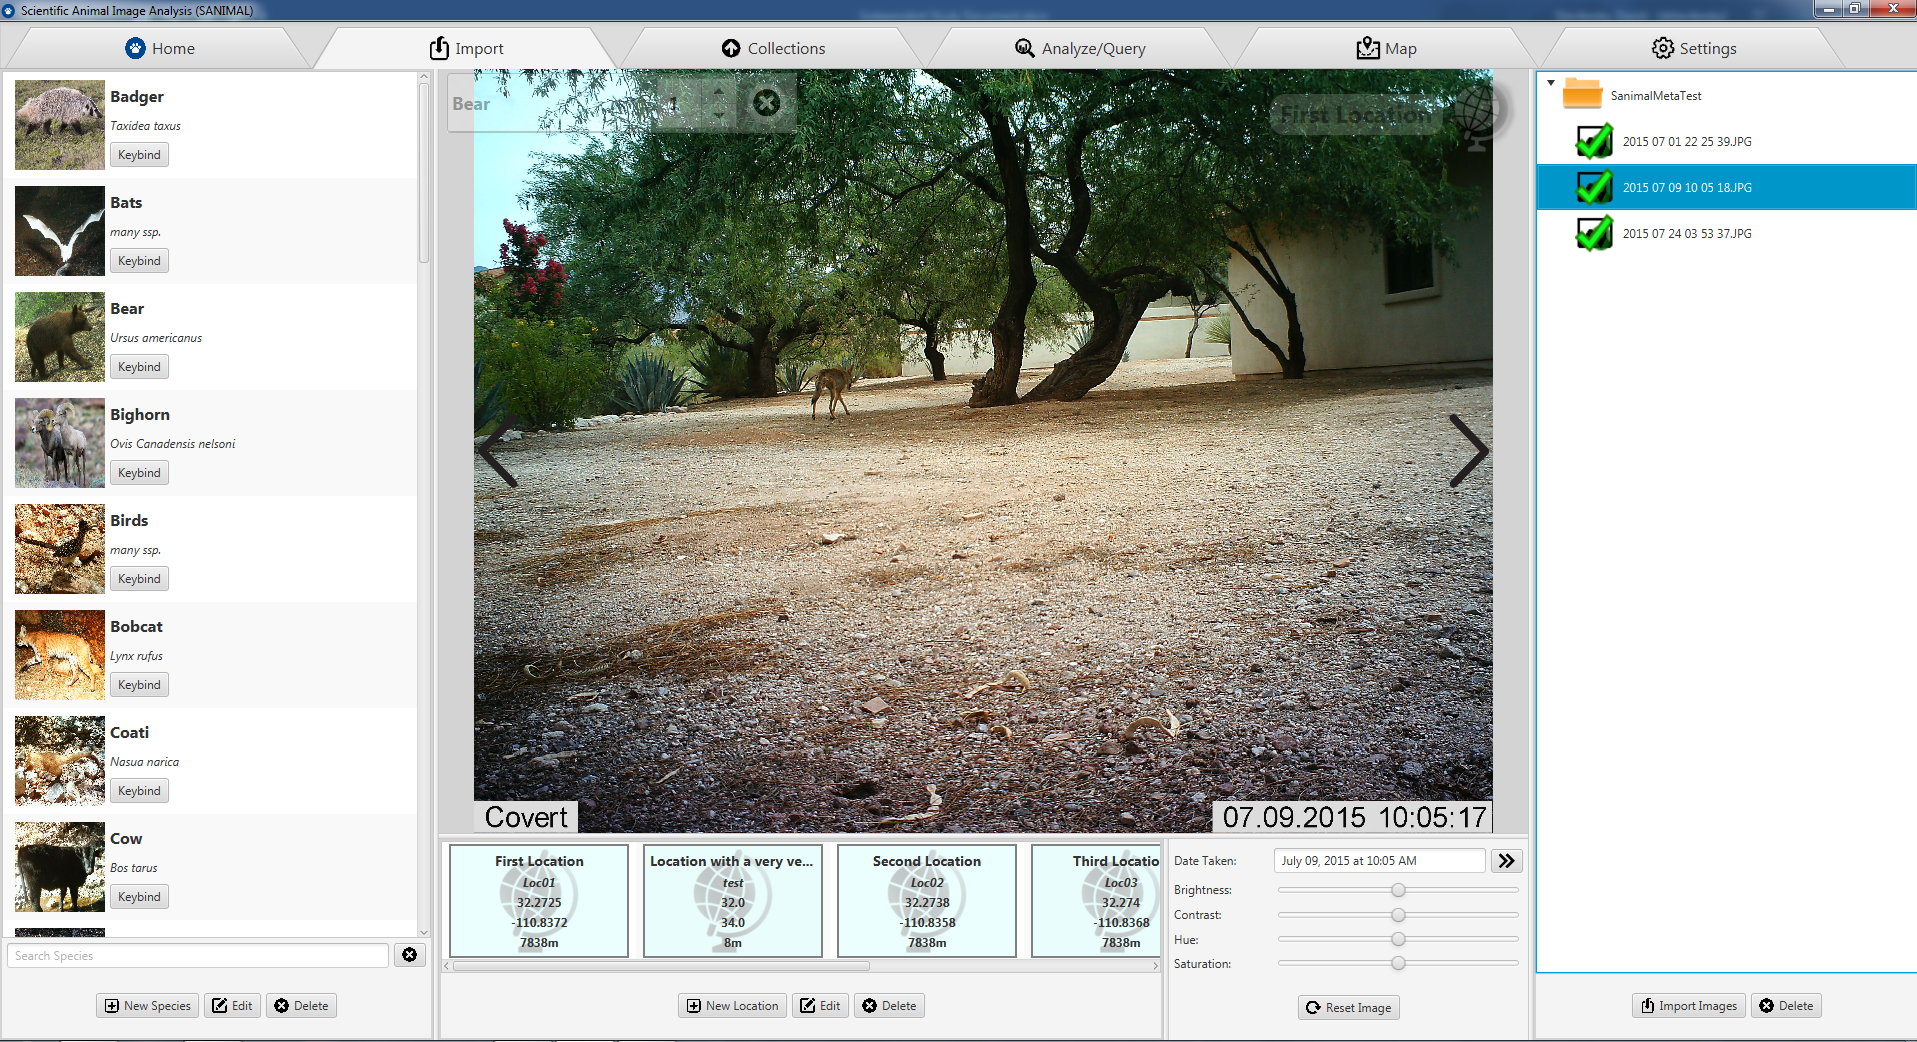 Scientific Animal Image Analysis (SANIMAL)
Home
Import
Collections
Analyze/Query
Map
Settings
Badger
Taxidea taxus
Keybind
Bats
many ssp.
Keybind
Bear
Ursus americanus
Keybind
Bighorn
Ovis Canadensis nelsoni
Keybind
Birds
many ssp.
Keybind
Bobcat
Lynx rufus
Keybind
Coati
Nasua narica
Keybind
Cow
Bos tarus
Keybind
Search Species
New Species
Edit
Delete
Bear
1
First Location
Covert
07.09.2015 10:05:17
First Location
Loc01
32.2725
-110.8372
7838m
Location with a very ve...
test
32.0
34.0
8m
Second Location
Loc02
32.2738
-110.8358
7838m
Third Locatio
Loc03
32.274
-110.8368
7838m
New Location
Edit
Delete
Date Taken:
July 09, 2015 at 10:05 AM
Brightness:
Contrast:
Hue:
Saturation:
Reset Image
SanimalMetaTest
2015 07 01 22 25 39.JPG
2015 07 09 10 05 18.JPG
2015 07 24 03 53 37.JPG
Import Images
Delete